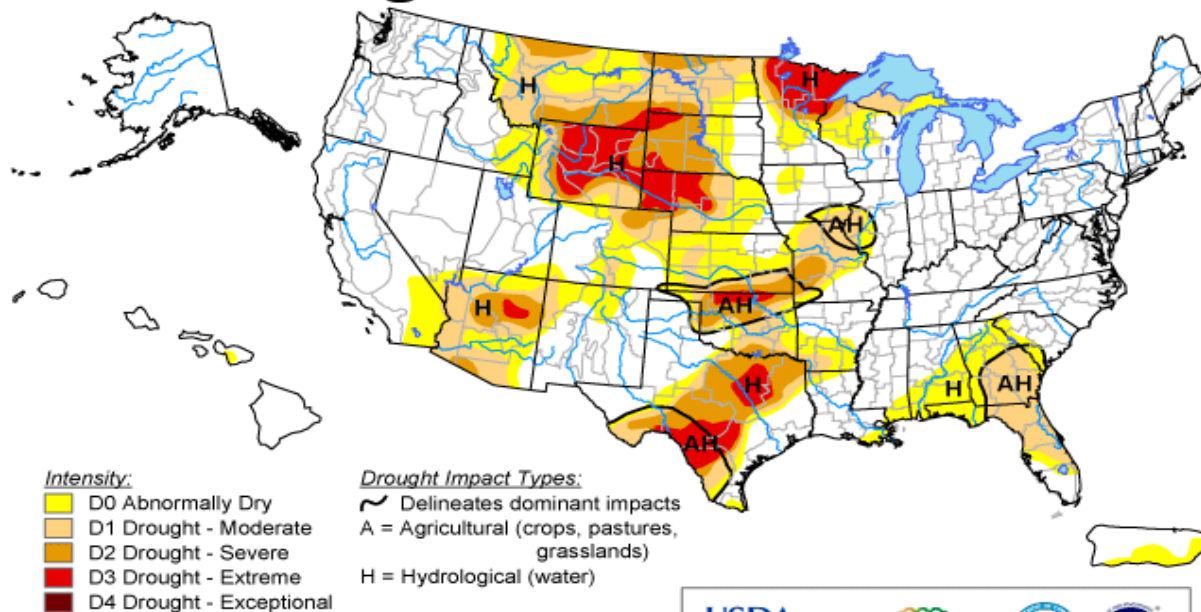 H
H
H
AH
H
AH
H
AH
H
AH
Intensity:
D0 Abnormally Dry
D1 Drought - Moderate
D2 Drought - Severe
D3 Drought - Extreme
D4 Drought - Exceptional
Drought Impact Types:
Delineates dominant impacts
A = Agricultural (crops, pastures,
grasslands)
H = Hydrological (water)
USDA